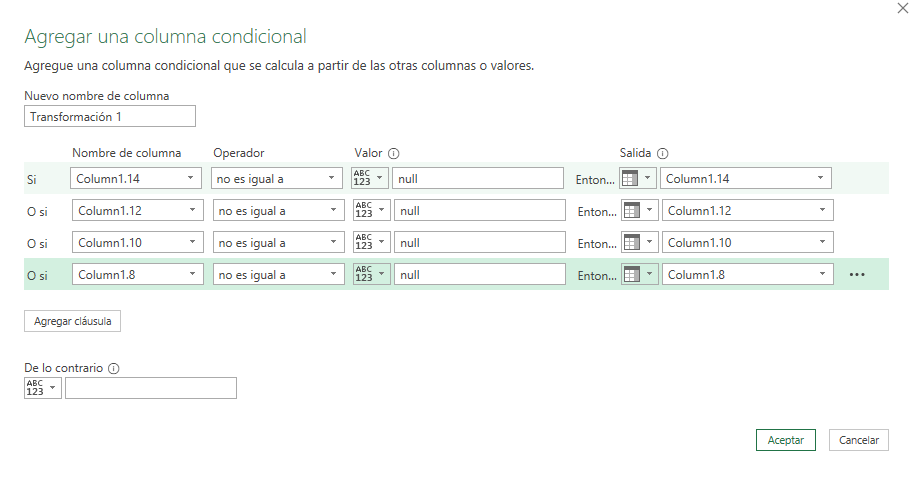 Agregar una columna condicional
Agregue una columna condicional que se calcula a partir de las otras columnas o valores.
Nuevo nombre de columna
Transformación 1
Nombre de columna Operador Valor Salida
Si Column1.14 no es igual a ABC 123 null Enton... Column1.14
O si Column1.12 no es igual a ABC 123 null Enton... Column1.12
O si Column1.10 no es igual a ABC 123 null Enton... Column1.10
O si Column1.8 no es igual a ABC 123 null Enton... Column1.8
Agregar cláusula
De lo contrario
ABC 123
Aceptar Cancelar